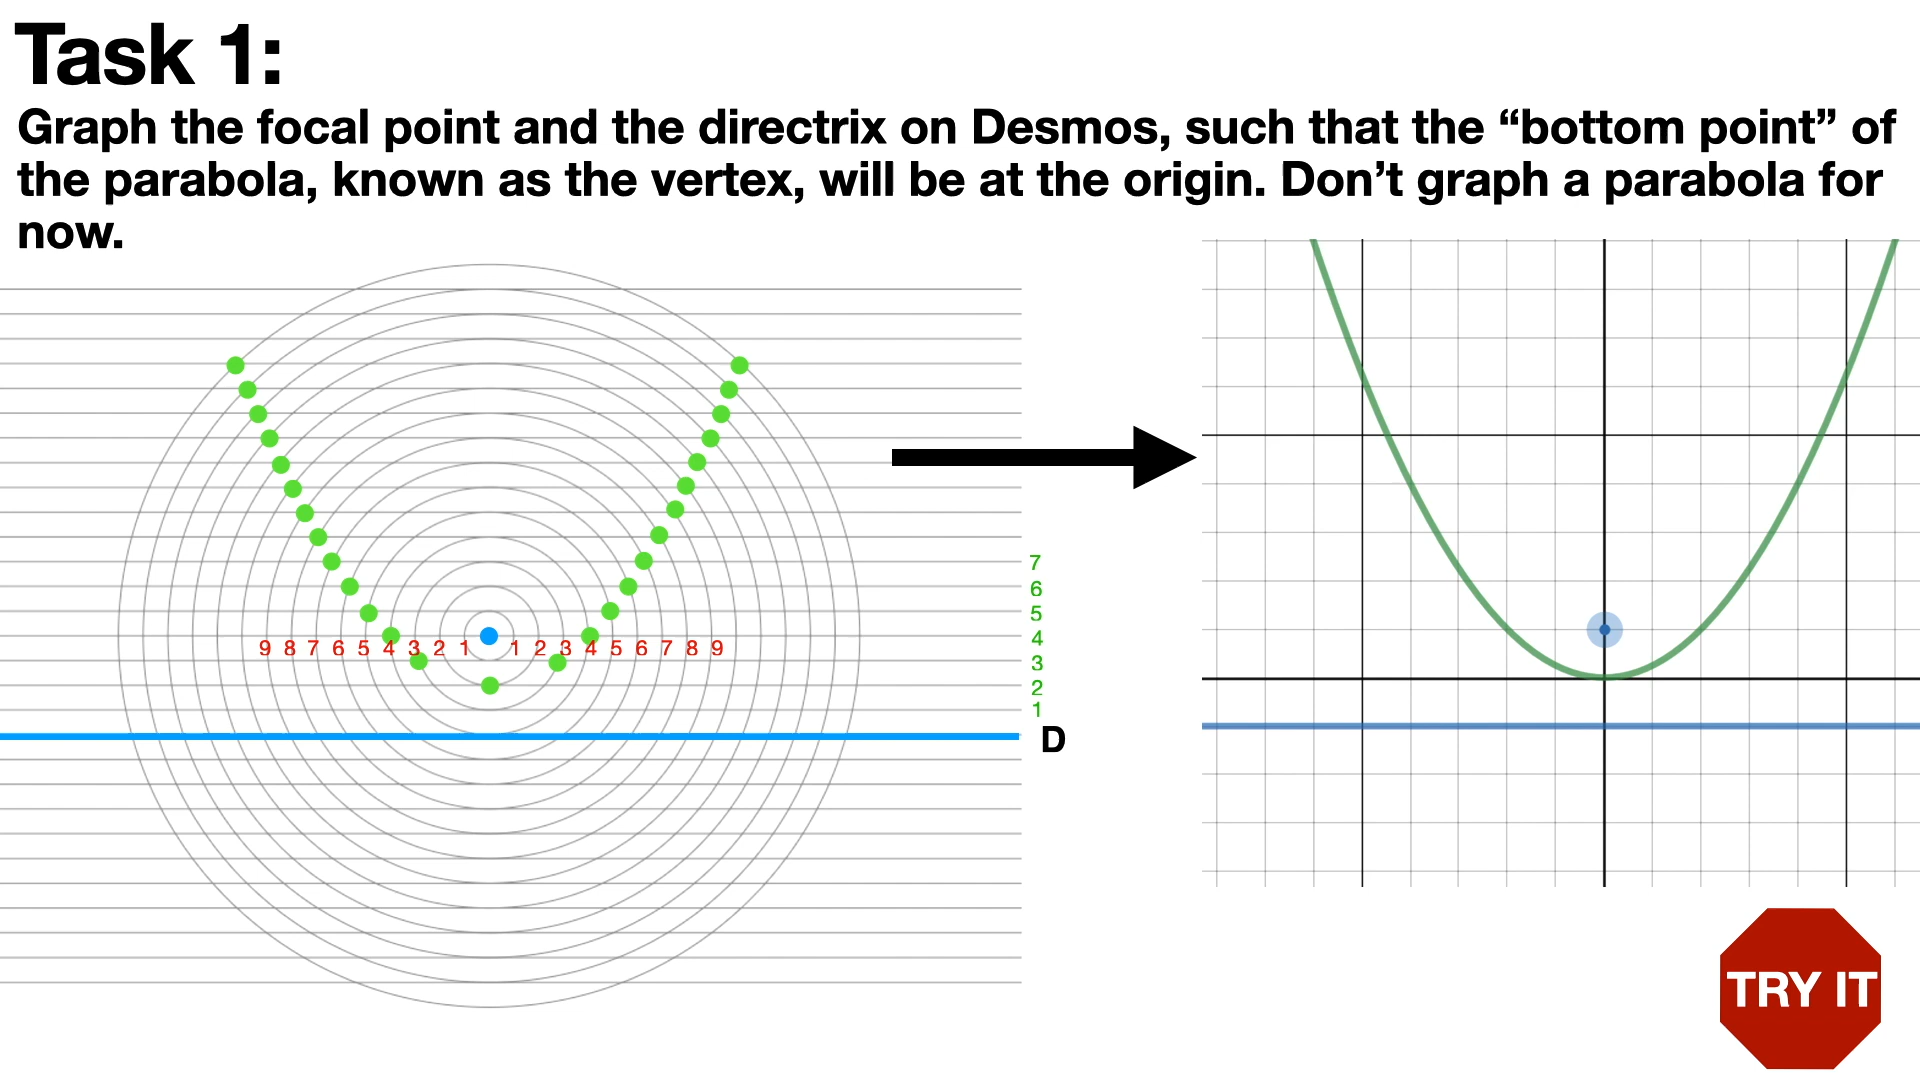 Task 1:
Graph the focal point and the directrix on Desmos, such that the “bottom point” of
the parabola, known as the vertex, will be at the origin. Don’t graph a parabola for
now.
7
6
5
4
9 8 7 6 5 4 3 2 1 1 2 3 4 5 6 7 8 9
3
2
1
D
TRY IT